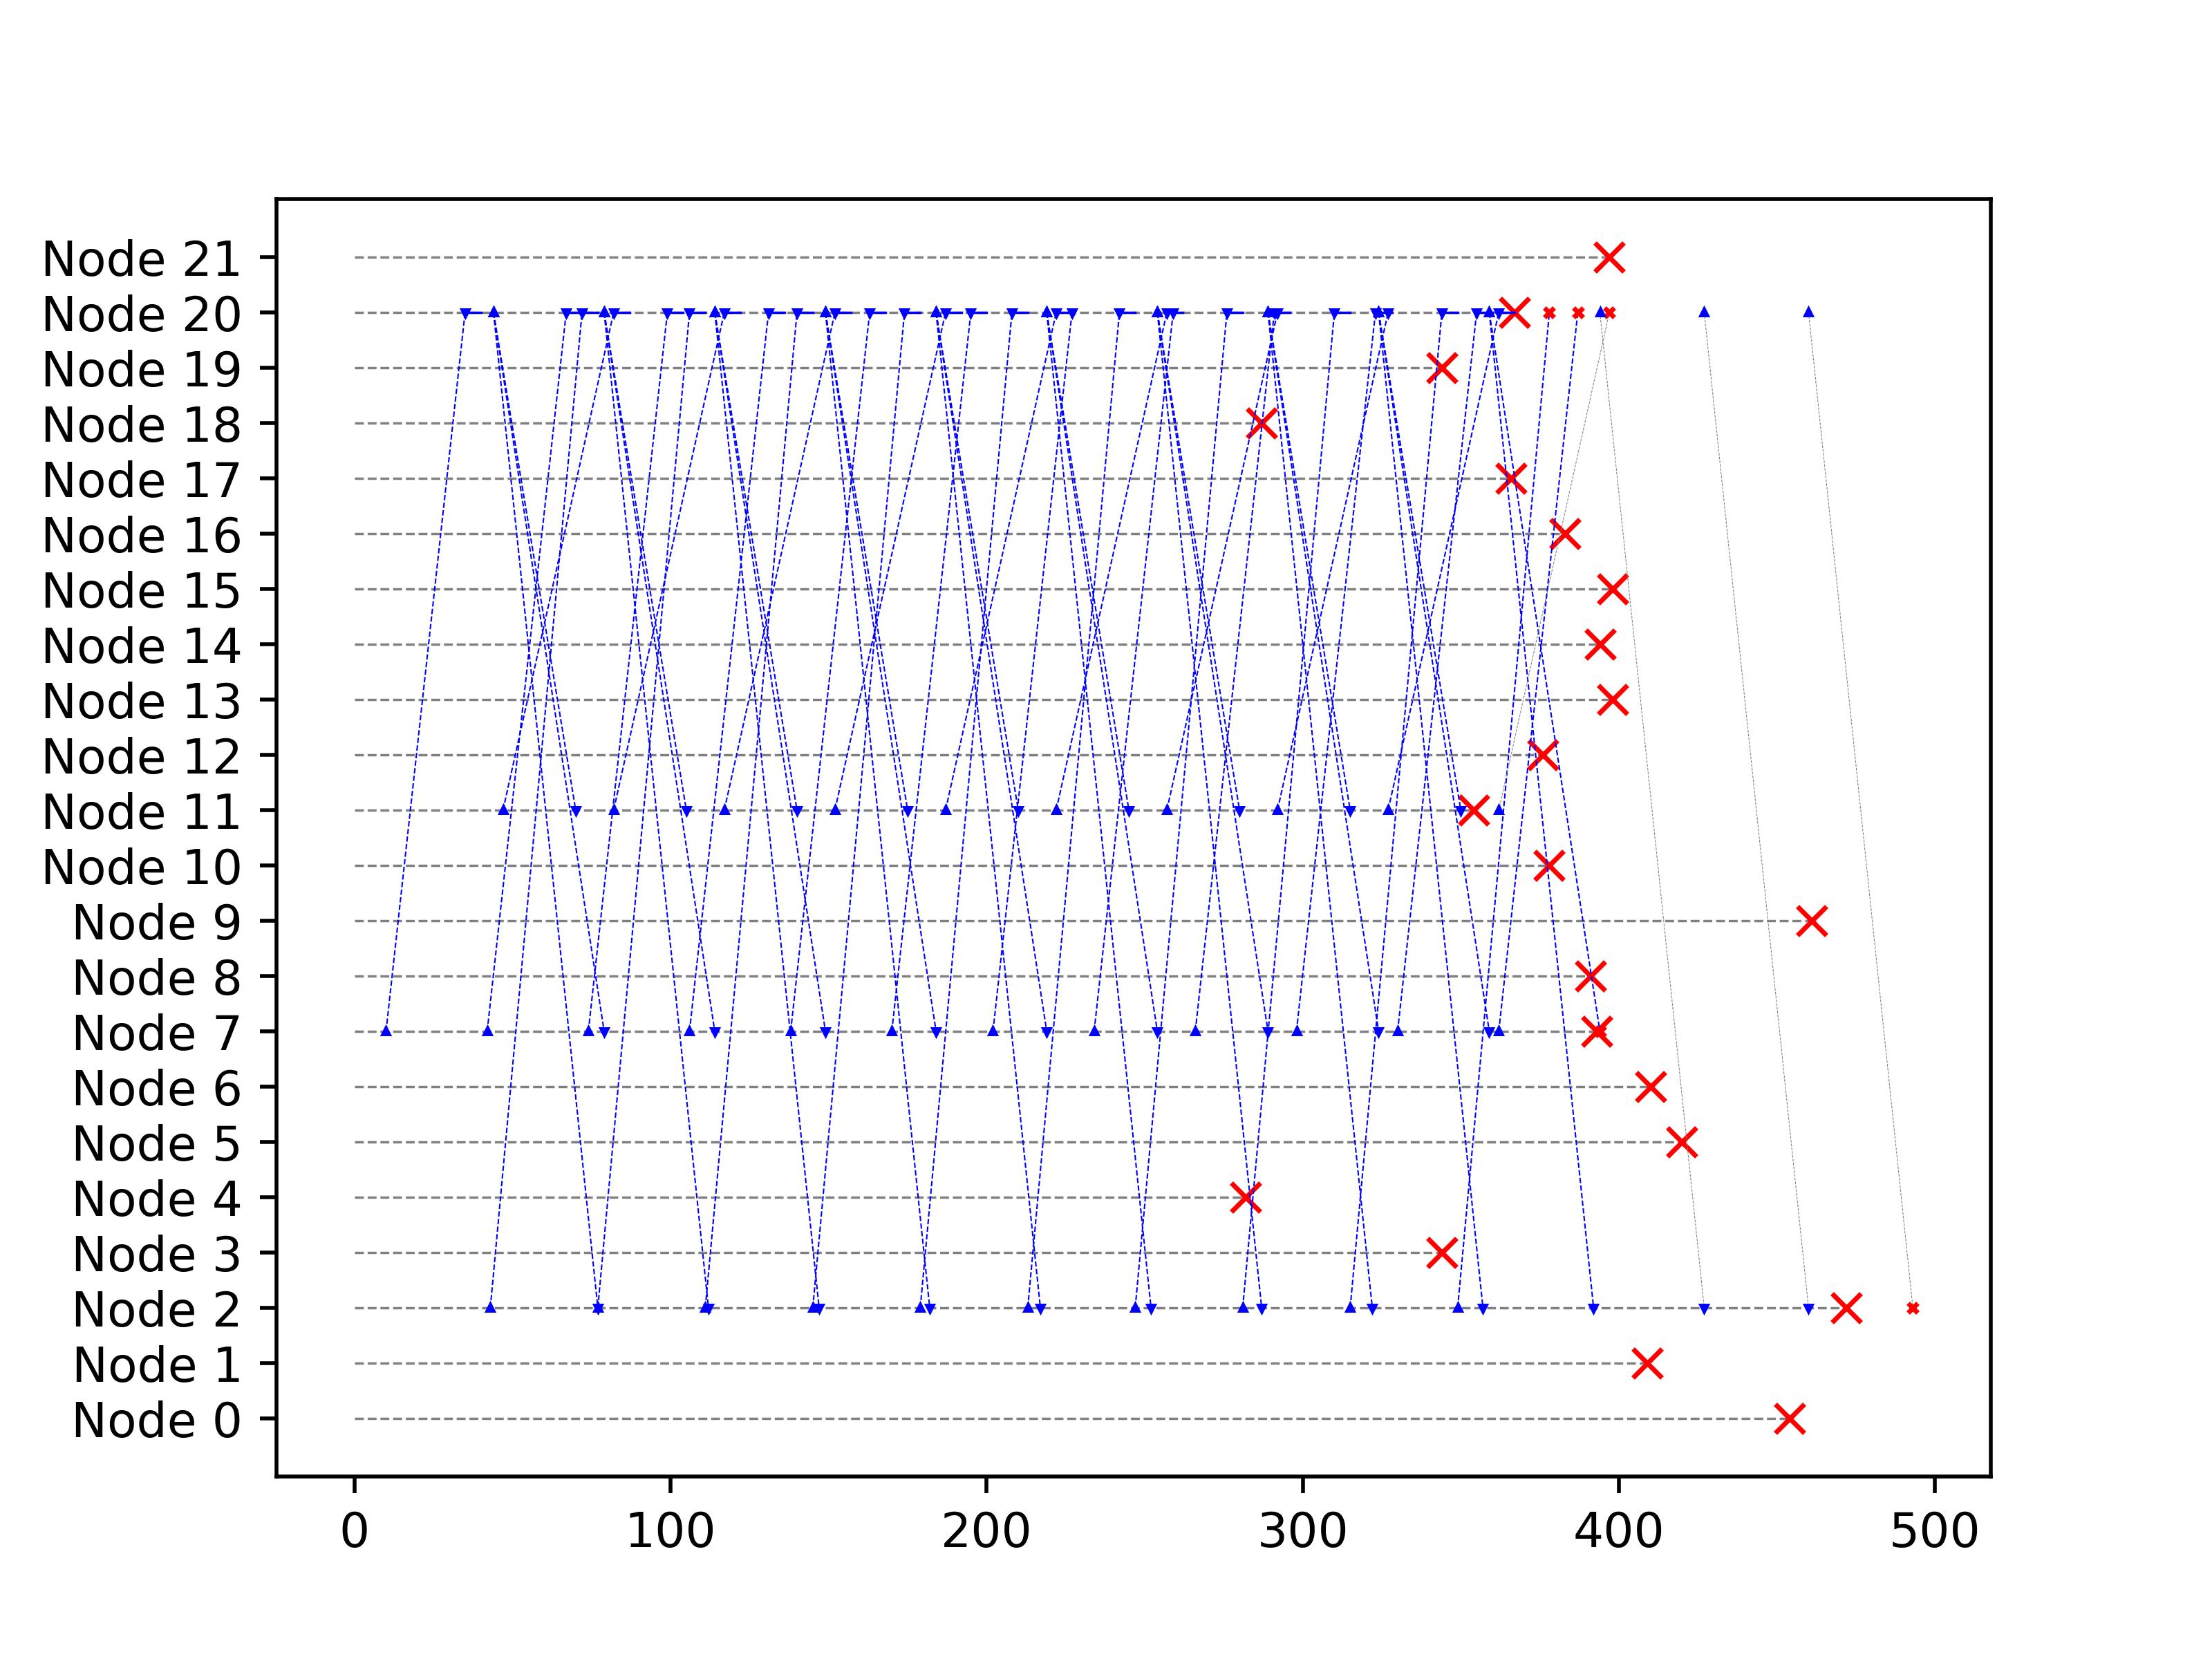 Node 21
Node 20
Node 19
Node 18
Node 17
Node 16
Node 15
Node 14
Node 13
Node 12
Node 11
Node 10
Node 9
Node 8
Node 7
Node 6
Node 5
Node 4
Node 3
Node 2
Node 1
Node 0
0 100 200 300 400 500